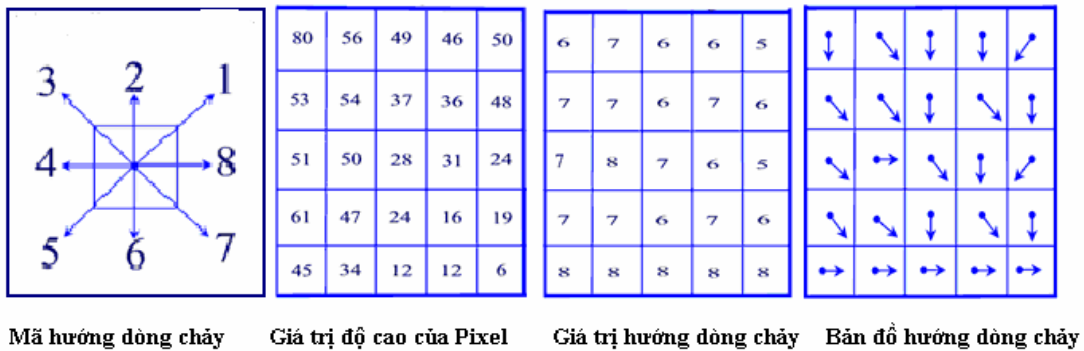 3 2 1
4 8
5 6 7
80 56 49 46 50
53 54 37 36 48
51 50 28 31 24
61 47 24 16 19
45 34 12 12 6
6 7 6 6 5
7 7 6 7 6
7 8 7 6 5
7 7 6 7 6
8 8 8 8 8
Mã hướng dòng chảy
Giá trị độ cao của Pixel
Giá trị hướng dòng chảy
Bản đồ hướng dòng chảy